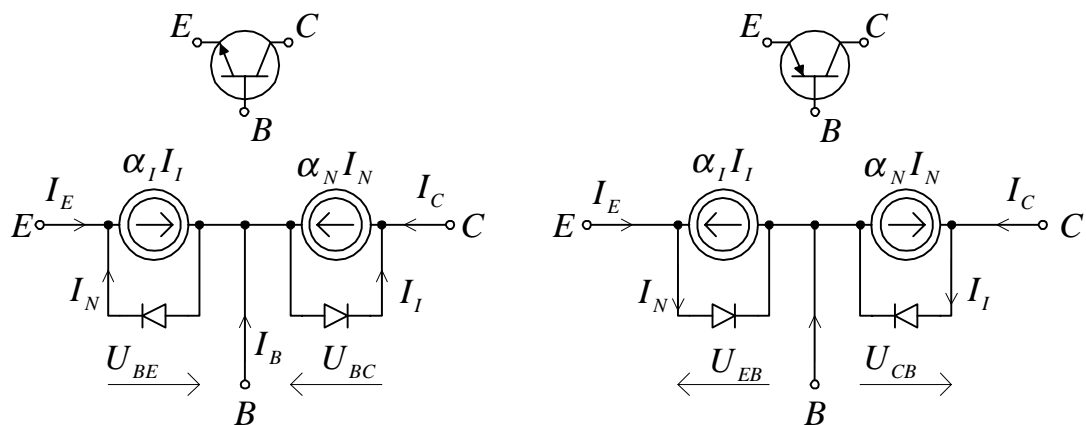 E C E C
B B
α_I I_I α_N I_N α_I I_I α_N I_N
I_E I_C I_E I_C
E C E C
I_N I_I I_N I_I
U_BE I_B U_BC U_EB U_CB
B B